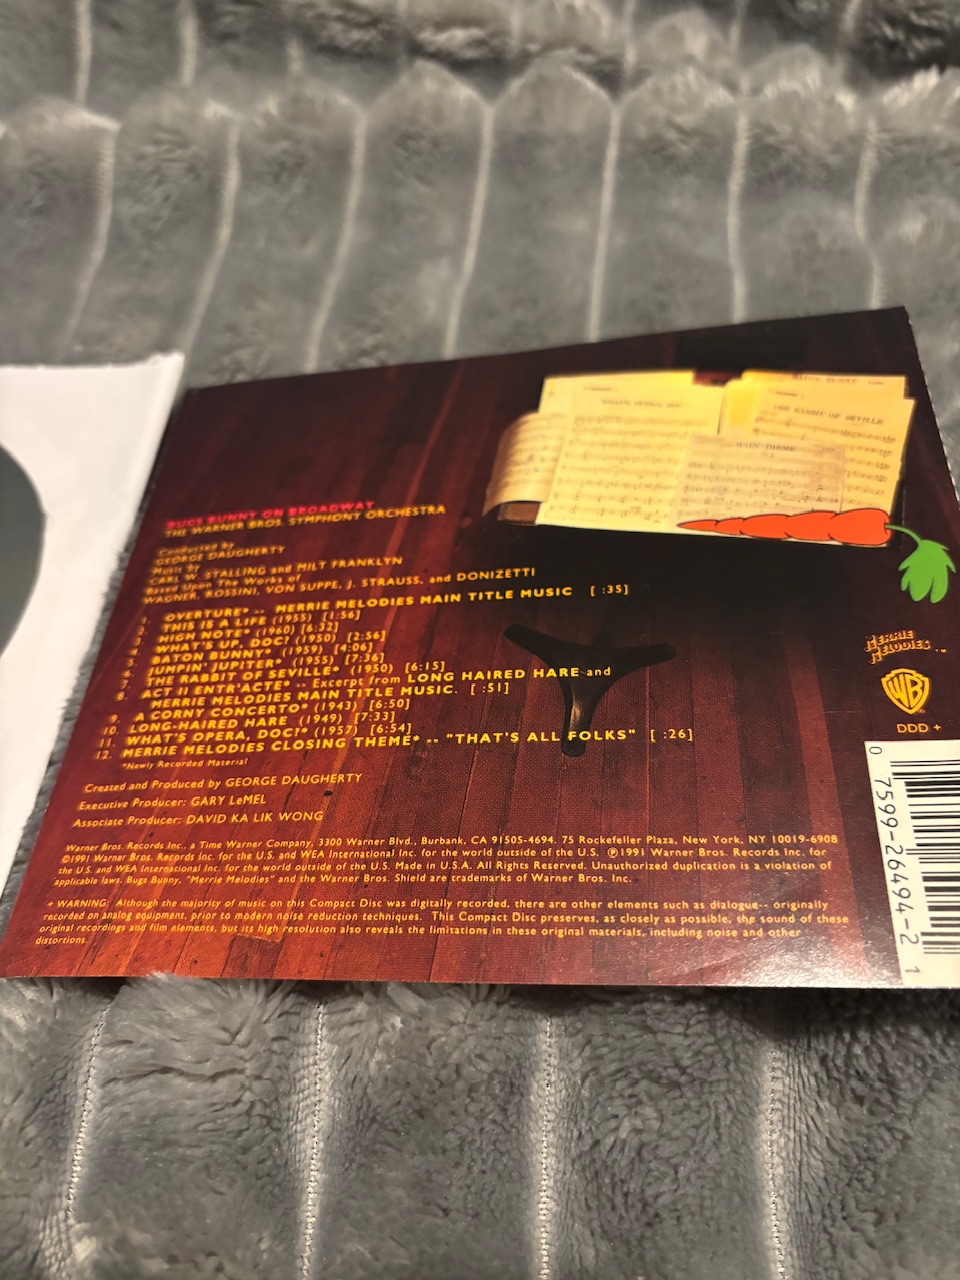 BUGS BUNNY ON BROADWAY
THE WARNER BROS. SYMPHONY ORCHESTRA
Conducted by
GEORGE DAUGHERTY
Music by
CARL W. STALLING and MILT FRANKLYN
Based Upon The Works of
WAGNER, ROSSINI, VON SUPPE, J. STRAUSS, and DONIZETTI
1. OVERTURE* -- MERRIE MELODIES MAIN TITLE MUSIC [ :35]
2. THIS IS A LIFE (1955) [1:56]
3. HIGH NOTE* (1960) [6:32]
4. WHAT'S UP, DOC? (1950) [2:56]
5. BATON BUNNY* (1959) [4:06]
6. JUMPIN' JUPITER* (1955) [7:36]
7. THE RABBIT OF SEVILLE* (1950) [6:15]
8. ACT II ENTR'ACTE* -- Excerpt from LONG HAIRED HARE and
MERRIE MELODIES MAIN TITLE MUSIC. [ :51]
9. A CORNY CONCERTO* (1943) [6:50]
10. LONG-HAIRED HARE (1949) [7:33]
11. WHAT'S OPERA, DOC?* (1957) [6:54]
12. MERRIE MELODIES CLOSING THEME* -- "THAT'S ALL FOLKS" [ :26]
*Newly Recorded Material
Created and Produced by GEORGE DAUGHERTY
Executive Producer: GARY LeMEL
Associate Producer: DAVID KA LIK WONG
Warner Bros. Records Inc., a Time Warner Company, 3300 Warner Blvd., Burbank, CA 91505-4694. 75 Rockefeller Plaza, New York, NY 10019-6908
©1991 Warner Bros. Records Inc. for the U.S. and WEA International Inc. for the world outside of the U.S. ℗1991 Warner Bros. Records Inc. for
the U.S. and WEA International Inc. for the world outside of the U.S. Made in U.S.A. All Rights Reserved. Unauthorized duplication is a violation of
applicable laws. Bugs Bunny, "Merrie Melodies" and the Warner Bros. Shield are trademarks of Warner Bros. Inc.
+ WARNING: Although the majority of music on this Compact Disc was digitally recorded, there are other elements such as dialogue-- originally
recorded on analog equipment, prior to modern noise reduction techniques. This Compact Disc preserves, as closely as possible, the sound of these
original recordings and film elements, but its high resolution also reveals the limitations in these original materials, including noise and other
distortions.
THE RABBIT OF SEVILLE
MAIN THEME
MERRIE
MELODIES
WB
DDD +
0 7599-26494-2 1